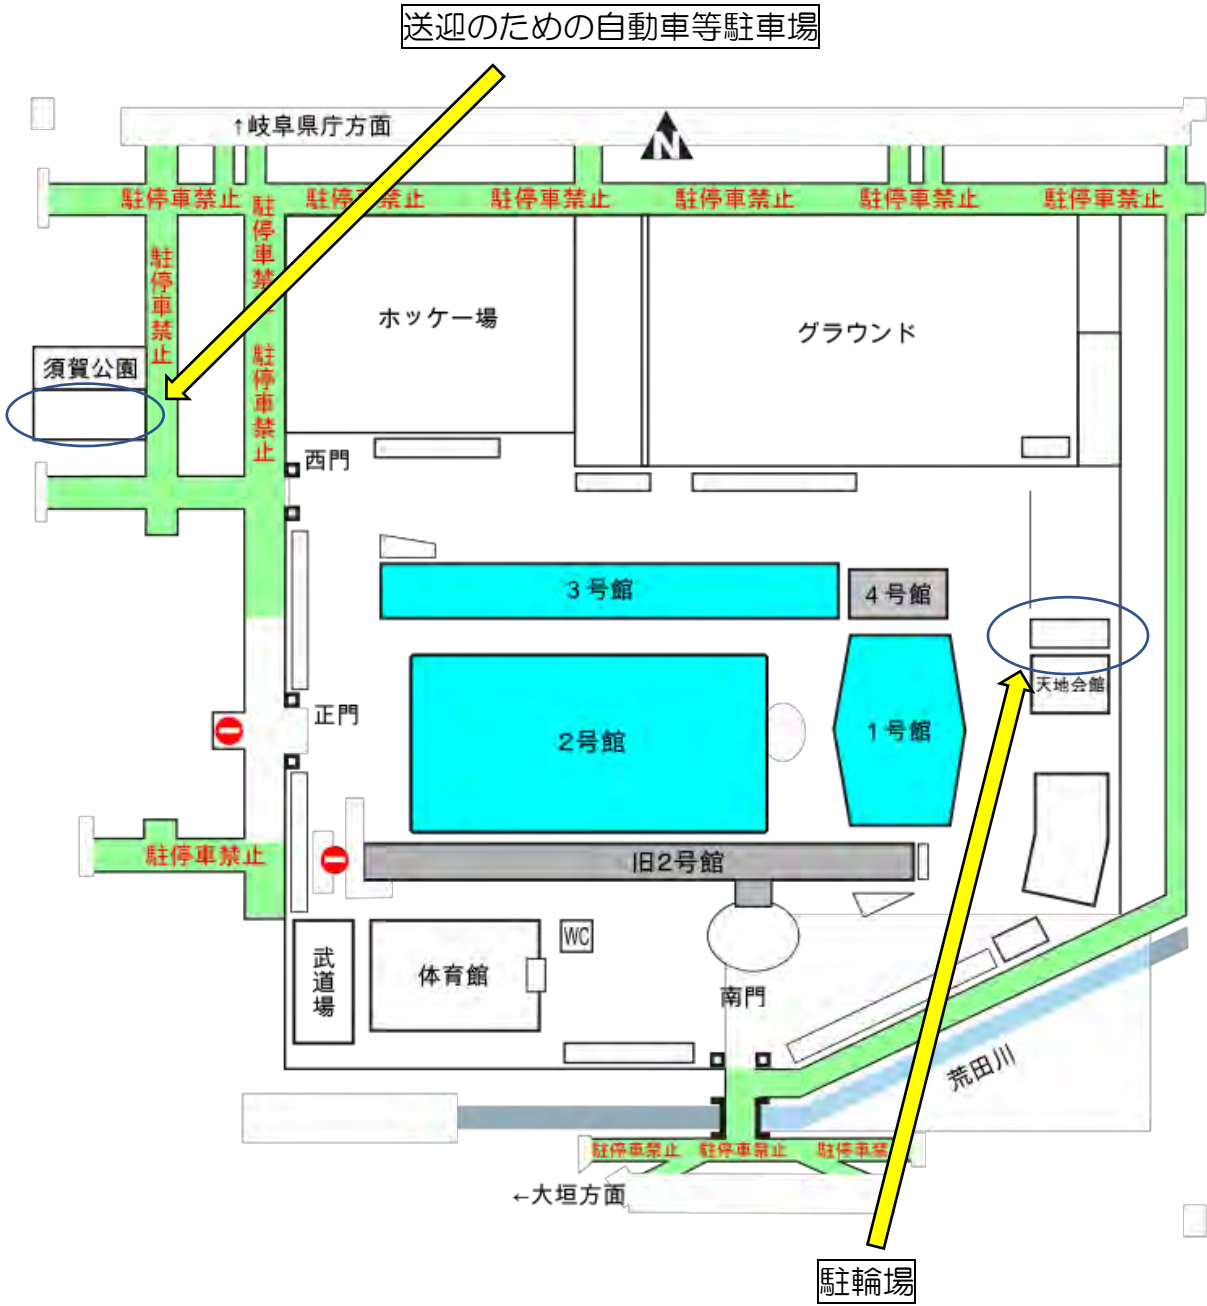 送迎のための自動車等駐車場
↑岐阜県庁方面
N
駐停車禁止
駐停車禁止
駐停車禁止
駐停車禁止
駐停車禁止
駐停車禁止
駐停車禁
駐停車禁止
駐停車禁止
ホッケー場
グラウンド
須賀公園
西門
3号館
4号館
天地会館
正門
2号館
1号館
駐停車禁止
旧2号館
WC
武道場
体育館
南門
荒田川
駐停車禁止
駐停車禁止
駐停車禁
←大垣方面
駐輪場